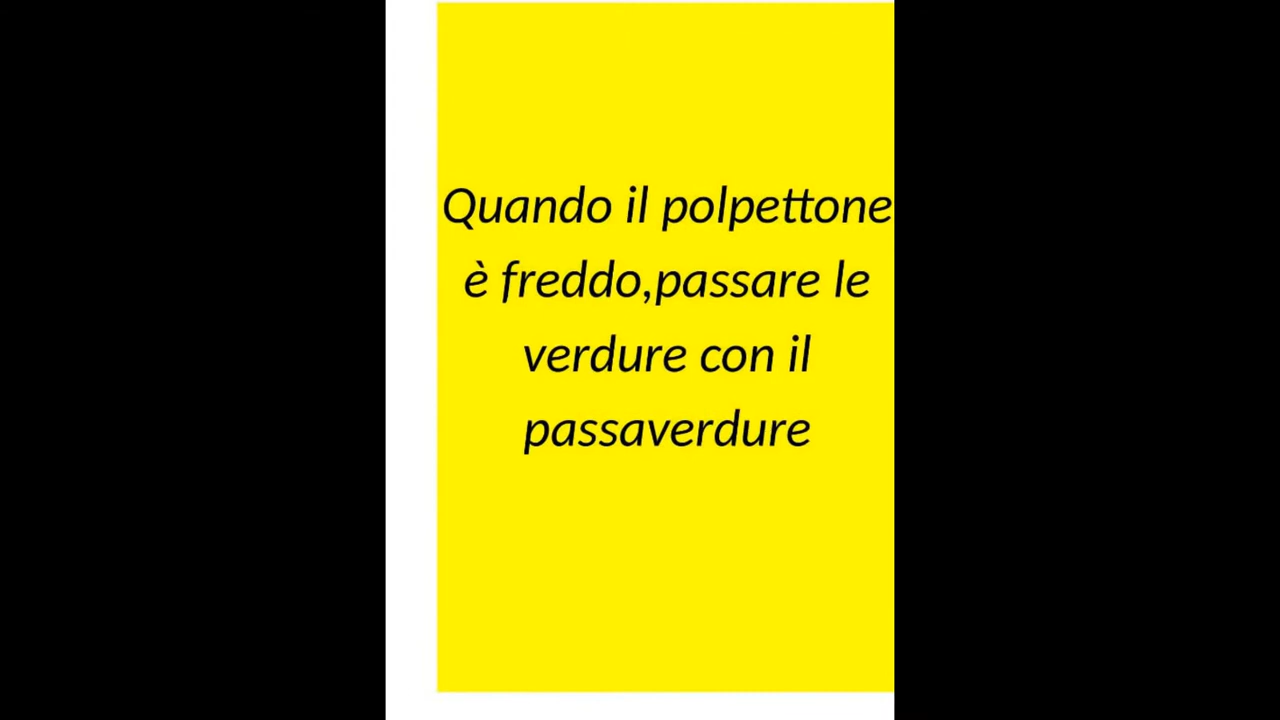 Quando il polpettone
è freddo,passare le
verdure con il
passaverdure